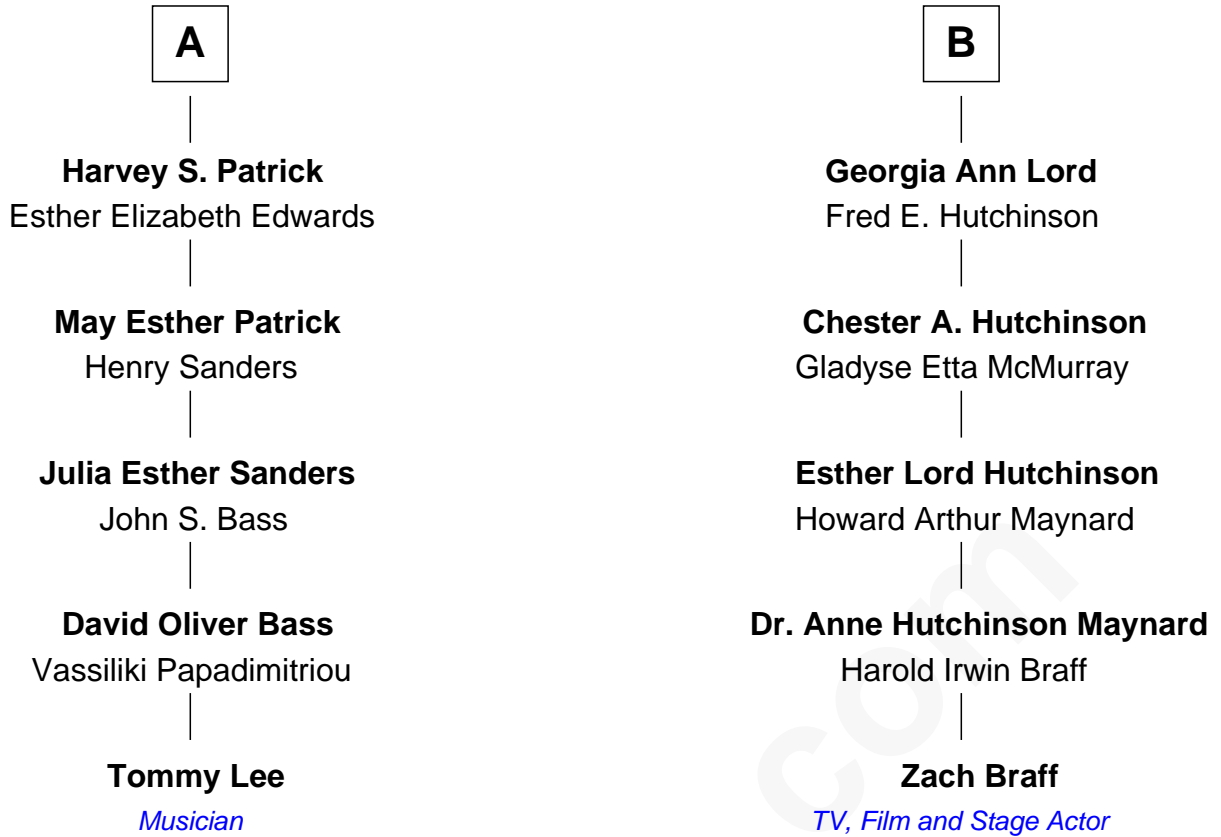 A
B
Harvey S. Patrick
Esther Elizabeth Edwards
Georgia Ann Lord
Fred E. Hutchinson
May Esther Patrick
Henry Sanders
Chester A. Hutchinson
Gladyse Etta McMurray
Julia Esther Sanders
John S. Bass
Esther Lord Hutchinson
Howard Arthur Maynard
David Oliver Bass
Vassiliki Papadimitriou
Dr. Anne Hutchinson Maynard
Harold Irwin Braff
Tommy Lee
Musician
Zach Braff
TV, Film and Stage Actor
com